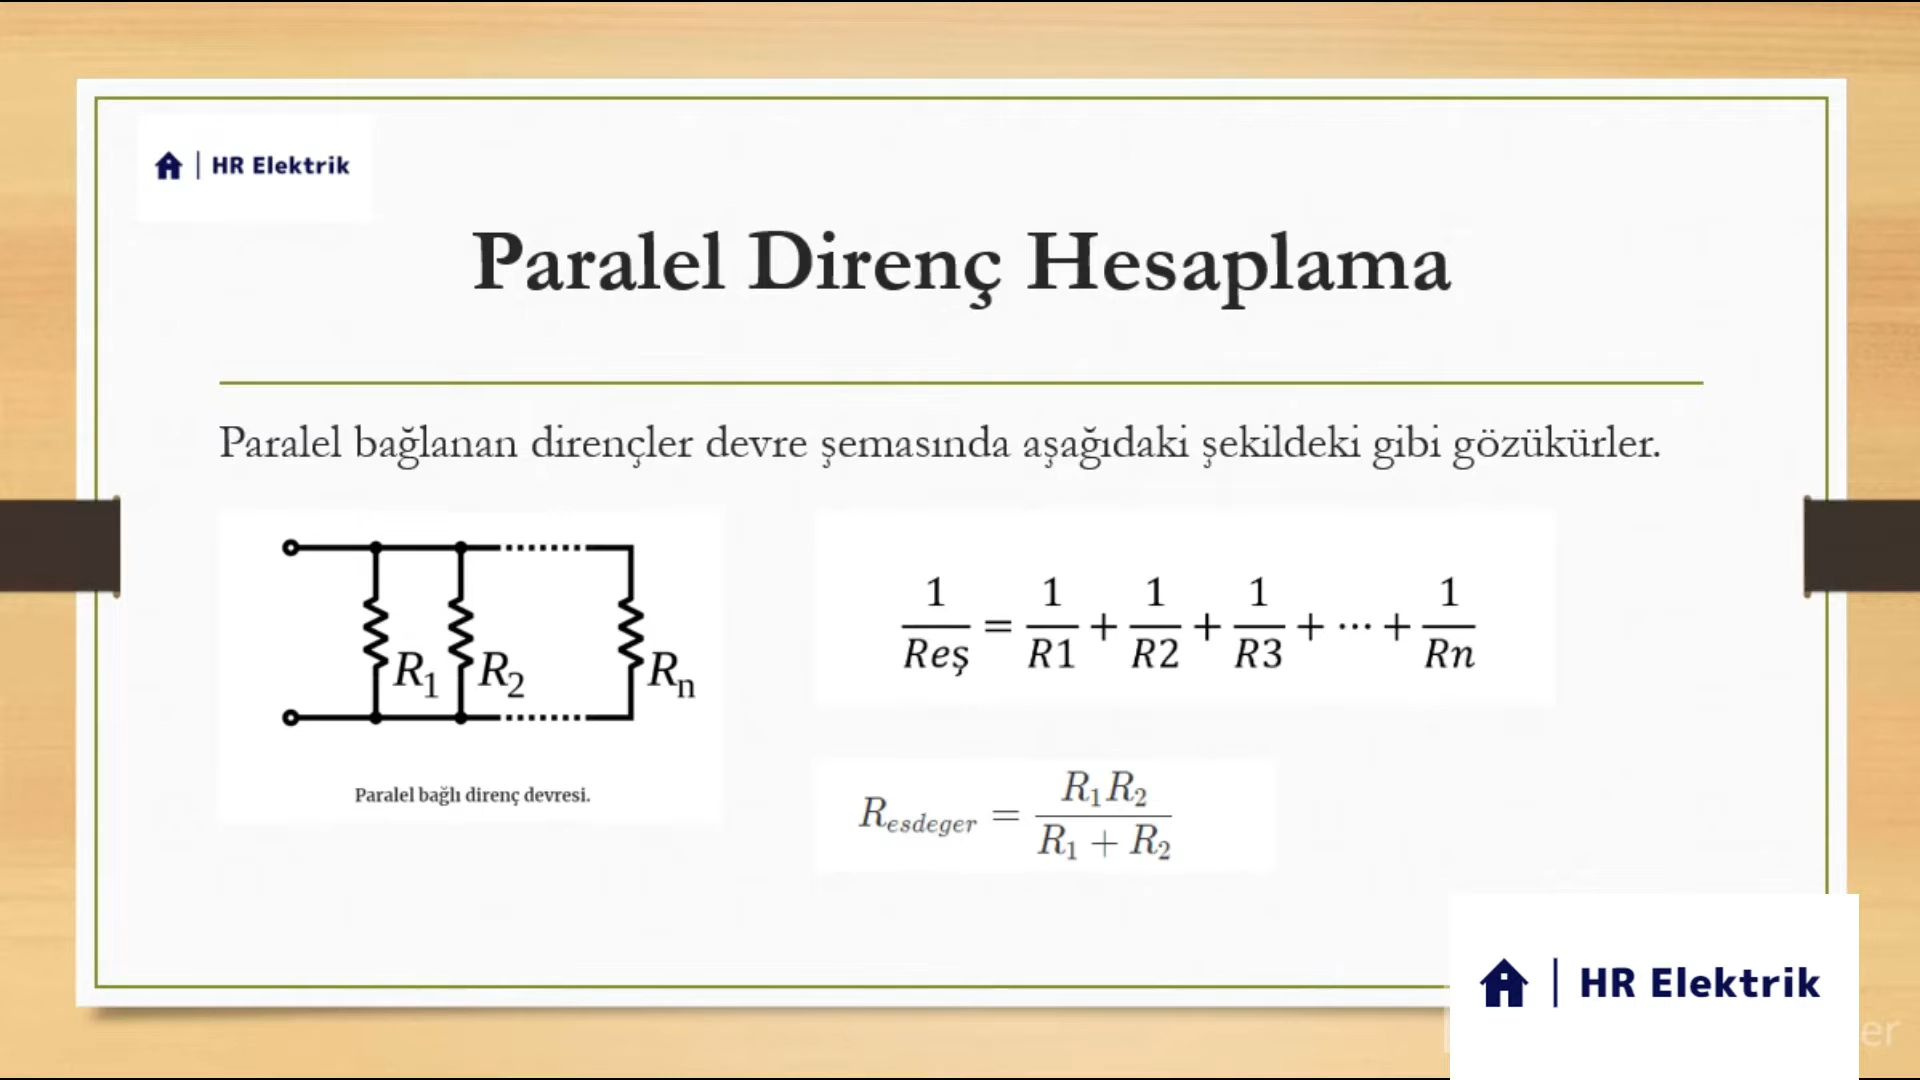 HR Elektrik
Paralel Direnç Hesaplama
Paralel bağlanan dirençler devre şemasında aşağıdaki şekildeki gibi gözükürler.
R1 R2 Rn
Paralel bağlı direnç devresi.
1/Reş = 1/R1 + 1/R2 + 1/R3 + ⋯ + 1/Rn
Resdeger = R1R2/R1 + R2
HR Elektrik